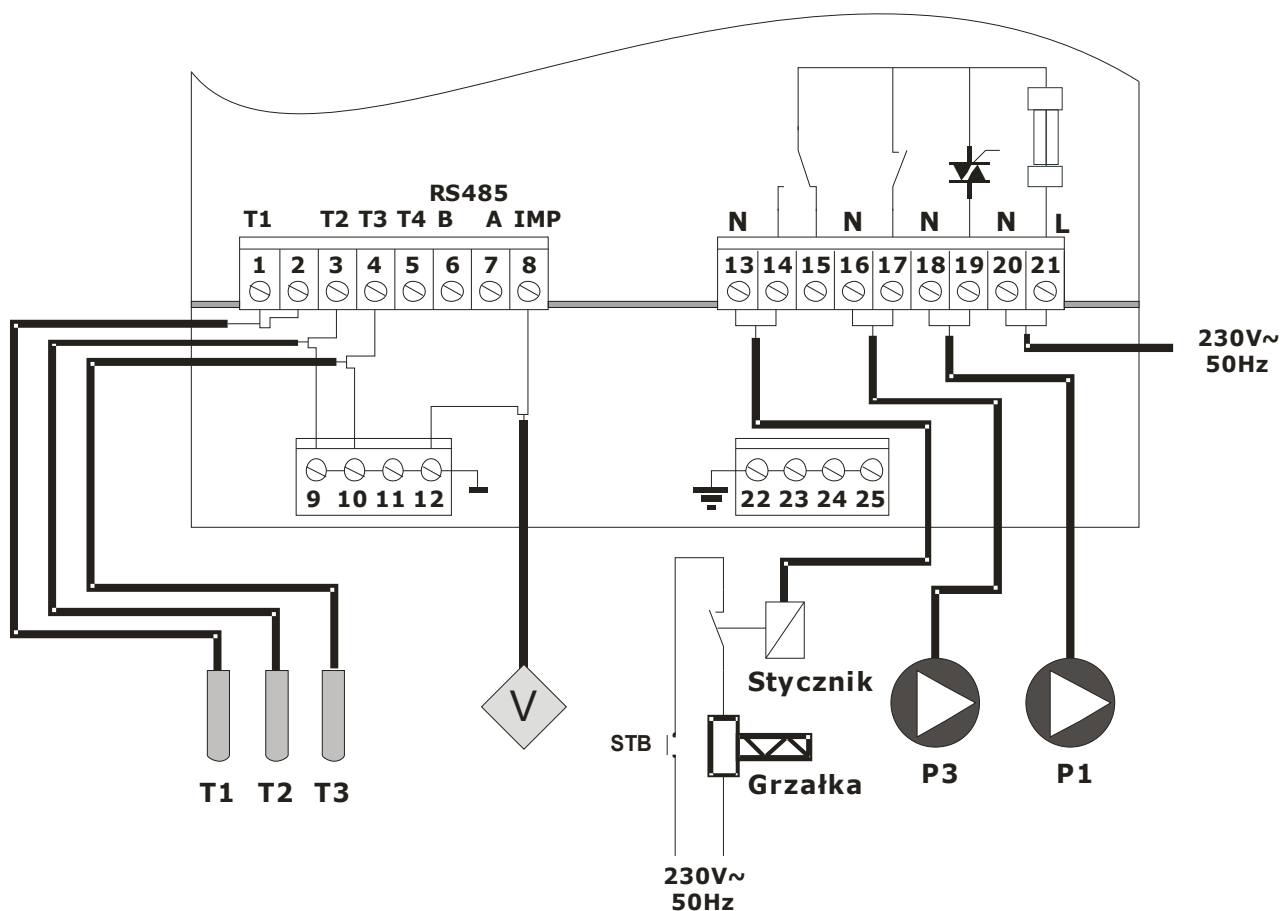 RS485
T1 T2 T3 T4 B A IMP
N N N N L
1 2 3 4 5 6 7 8
13 14 15 16 17 18 19 20 21
230V~
50Hz
9 10 11 12
22 23 24 25
Stycznik
V
STB
Grzałka
P3
P1
T1 T2 T3
230V~
50Hz